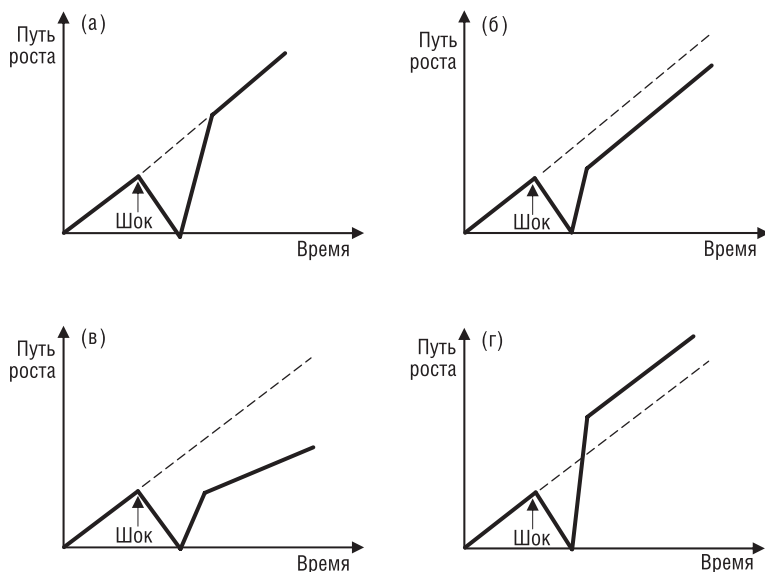 (а)
Путь
роста
Шок
Время
(б)
Путь
роста
Шок
Время
(в)
Путь
роста
Шок
Время
(г)
Путь
роста
Шок
Время